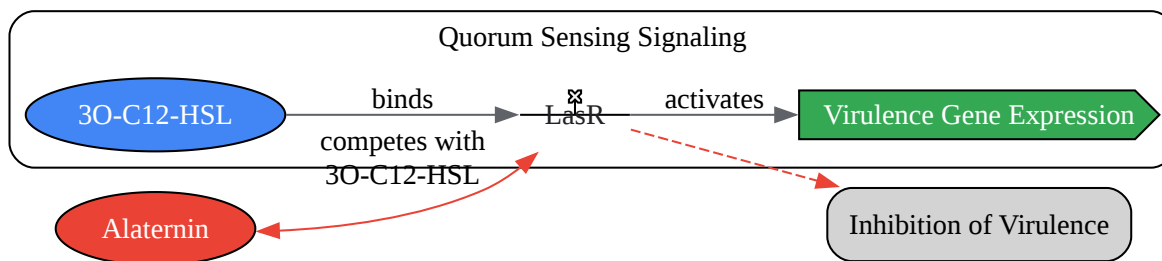 Quorum Sensing Signaling
3O-C12-HSL
binds
LasR
activates
Virulence Gene Expression
competes with
3O-C12-HSL
Alaternin
Inhibition of Virulence